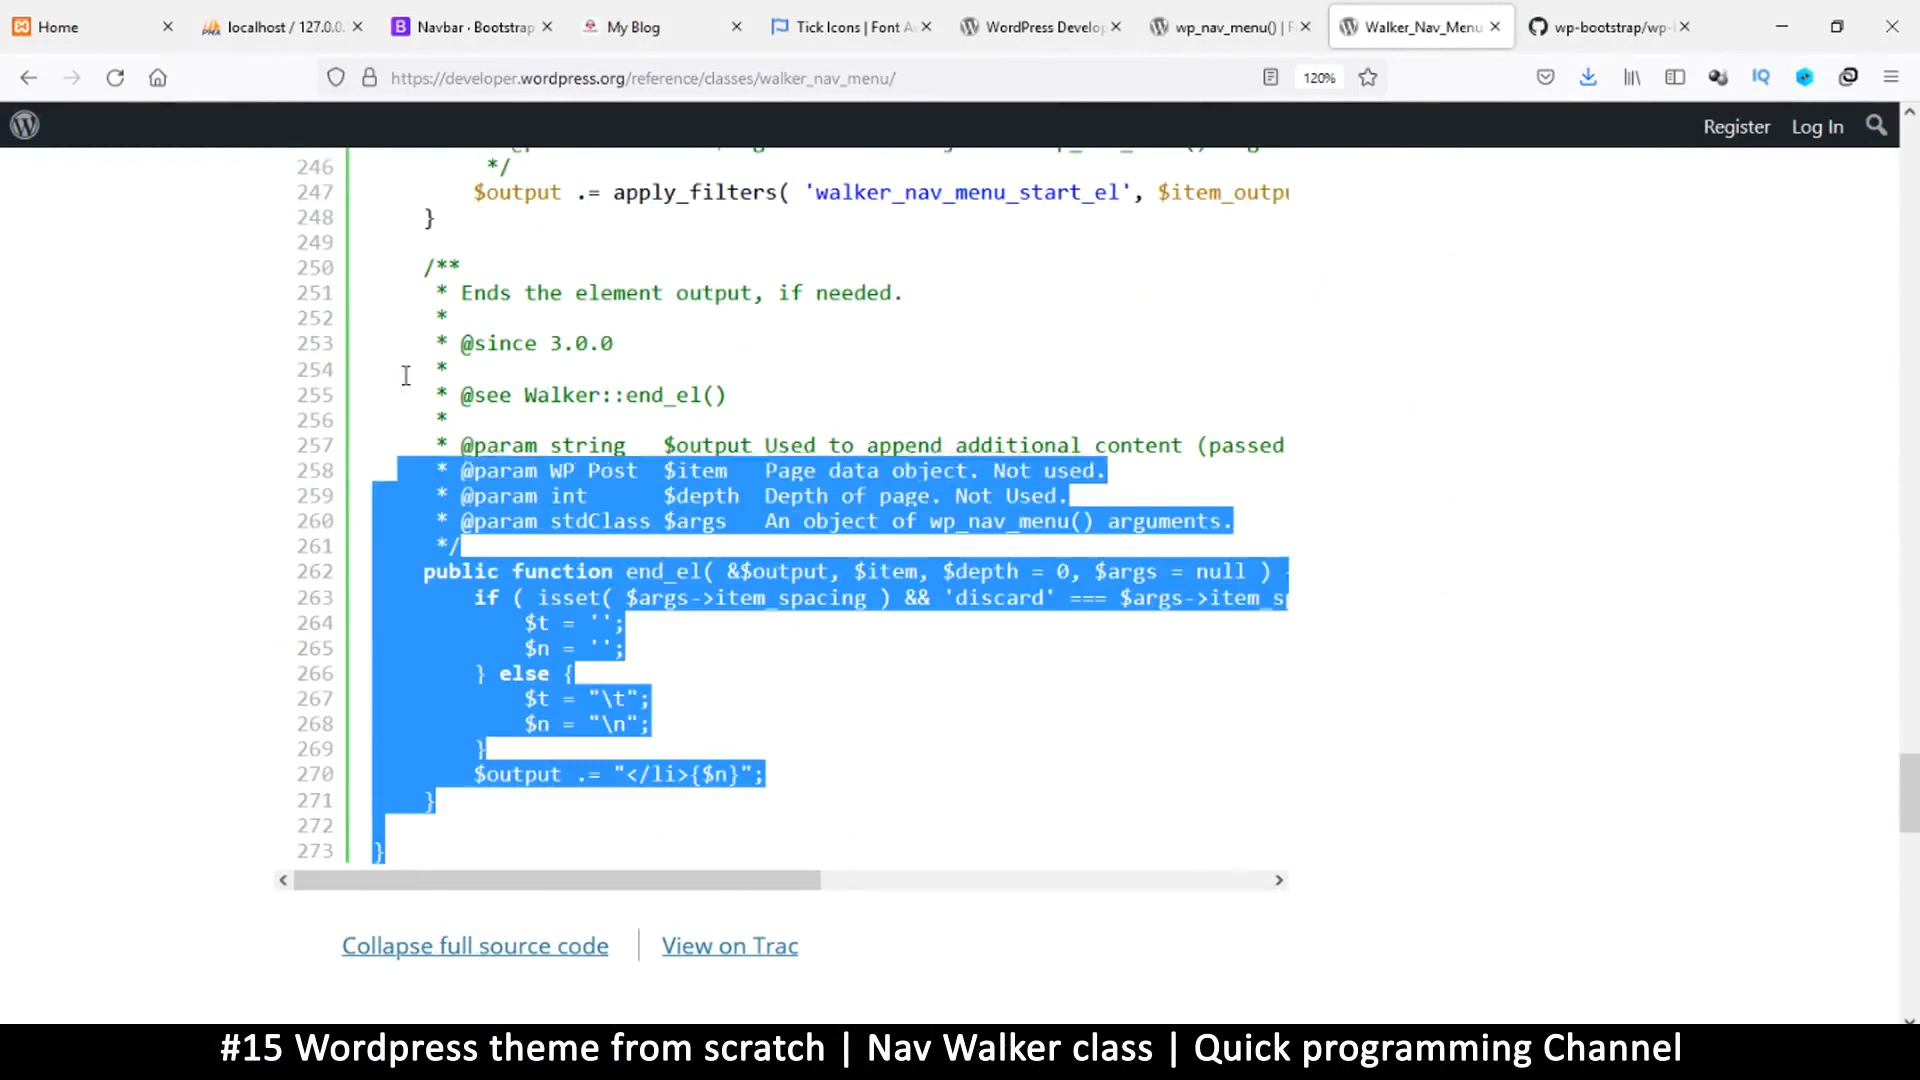 Home
localhost / 127.0.0.
Navbar · Bootstrap
My Blog
Tick Icons | Font A
WordPress Develo
wp_nav_menu() | F
Walker_Nav_Menu
wp-bootstrap/wp-
https://developer.wordpress.org/reference/classes/walker_nav_menu/
120%
IQ
Register
Log In
246 */
247 $output .= apply_filters( 'walker_nav_menu_start_el', $item_outpu
248 }
249
250 /**
251 * Ends the element output, if needed.
252 *
253 * @since 3.0.0
254 *
255 * @see Walker::end_el()
256 *
257 * @param string   $output Used to append additional content (passed
258 * @param WP_Post  $item   Page data object. Not used.
259 * @param int      $depth  Depth of page. Not Used.
260 * @param stdClass $args   An object of wp_nav_menu() arguments.
261 */
262 public function end_el( &$output, $item, $depth = 0, $args = null ) {
263 if ( isset( $args->item_spacing ) && 'discard' === $args->item_s
264 $t = '';
265 $n = '';
266 } else {
267 $t = "\t";
268 $n = "\n";
269 }
270 $output .= "</li>{$n}";
271 }
272
273 }
Collapse full source code
View on Trac
#15 Wordpress theme from scratch | Nav Walker class | Quick programming Channel